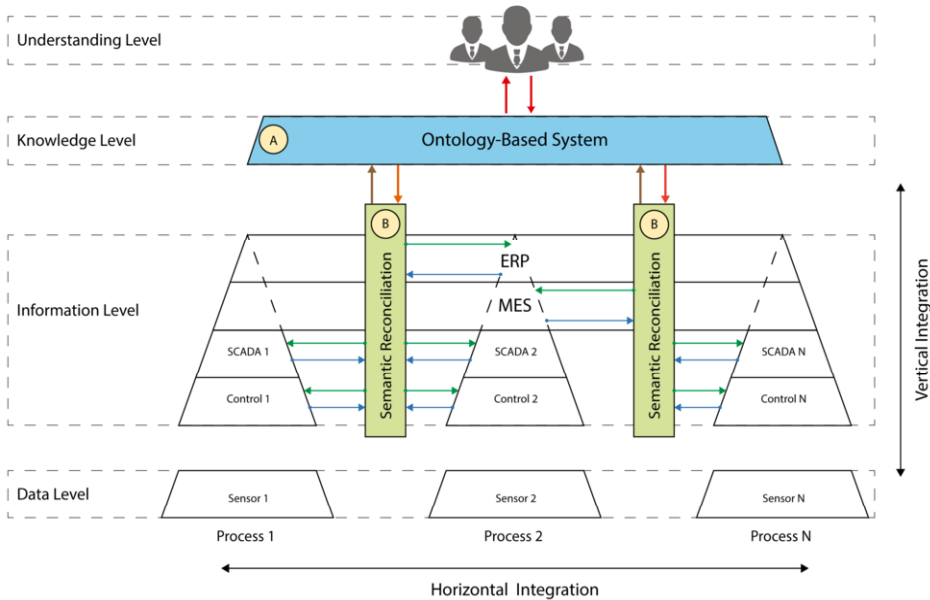 Understanding Level
Knowledge Level
A
Ontology-Based System
B
B
Semantic Reconciliation
Semantic Reconciliation
ERP
MES
Information Level
SCADA 1
SCADA 2
SCADA N
Control 1
Control 2
Control N
Vertical Integration
Data Level
Sensor 1
Sensor 2
Sensor N
Process 1
Process 2
Process N
Horizontal Integration